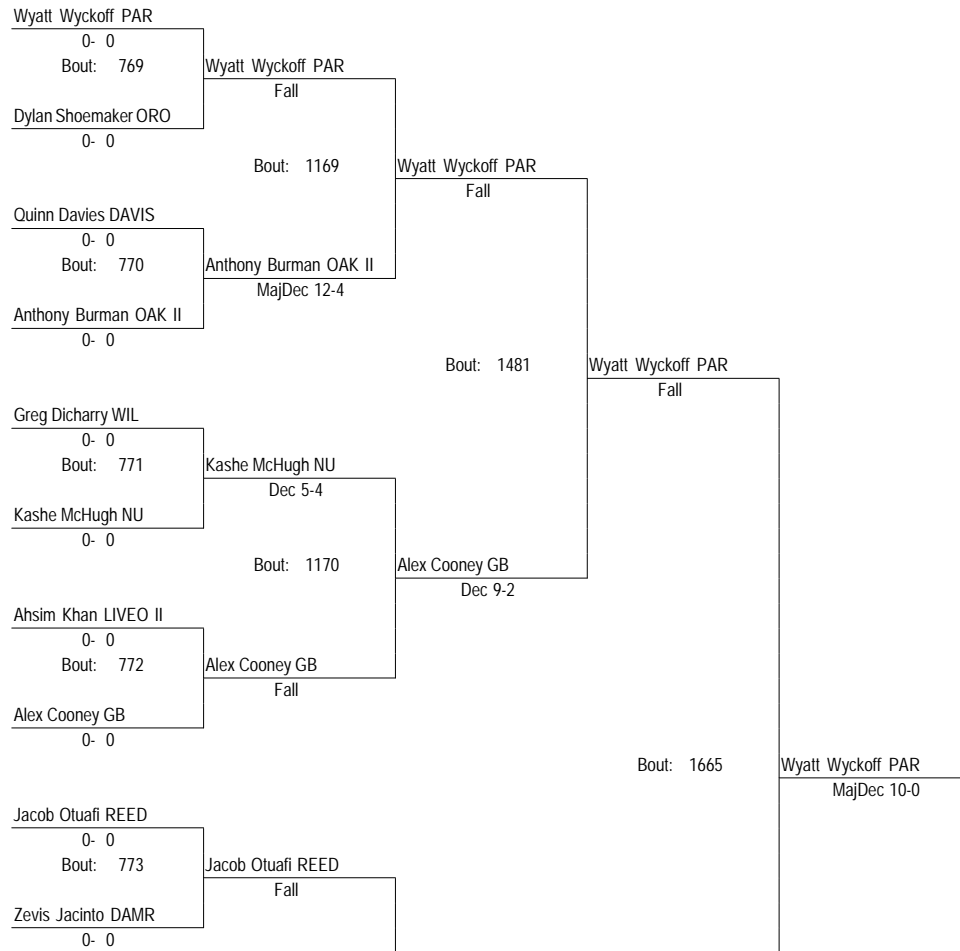 Wyatt Wyckoff PAR
0- 0
Bout: 769
Wyatt Wyckoff PAR
Fall
Dylan Shoemaker ORO
0- 0
Bout: 1169
Wyatt Wyckoff PAR
Fall
Quinn Davies DAVIS
0- 0
Bout: 770
Anthony Burman OAK II
MajDec 12-4
Anthony Burman OAK II
0- 0
Bout: 1481
Wyatt Wyckoff PAR
Fall
Greg Dicharry WIL
0- 0
Bout: 771
Kashe McHugh NU
Dec 5-4
Kashe McHugh NU
0- 0
Bout: 1170
Alex Cooney GB
Dec 9-2
Ahsim Khan LIVEO II
0- 0
Bout: 772
Alex Cooney GB
Fall
Alex Cooney GB
0- 0
Bout: 1665
Wyatt Wyckoff PAR
MajDec 10-0
Jacob Otuafi REED
0- 0
Bout: 773
Jacob Otuafi REED
Fall
Zevis Jacinto DAMR
0- 0